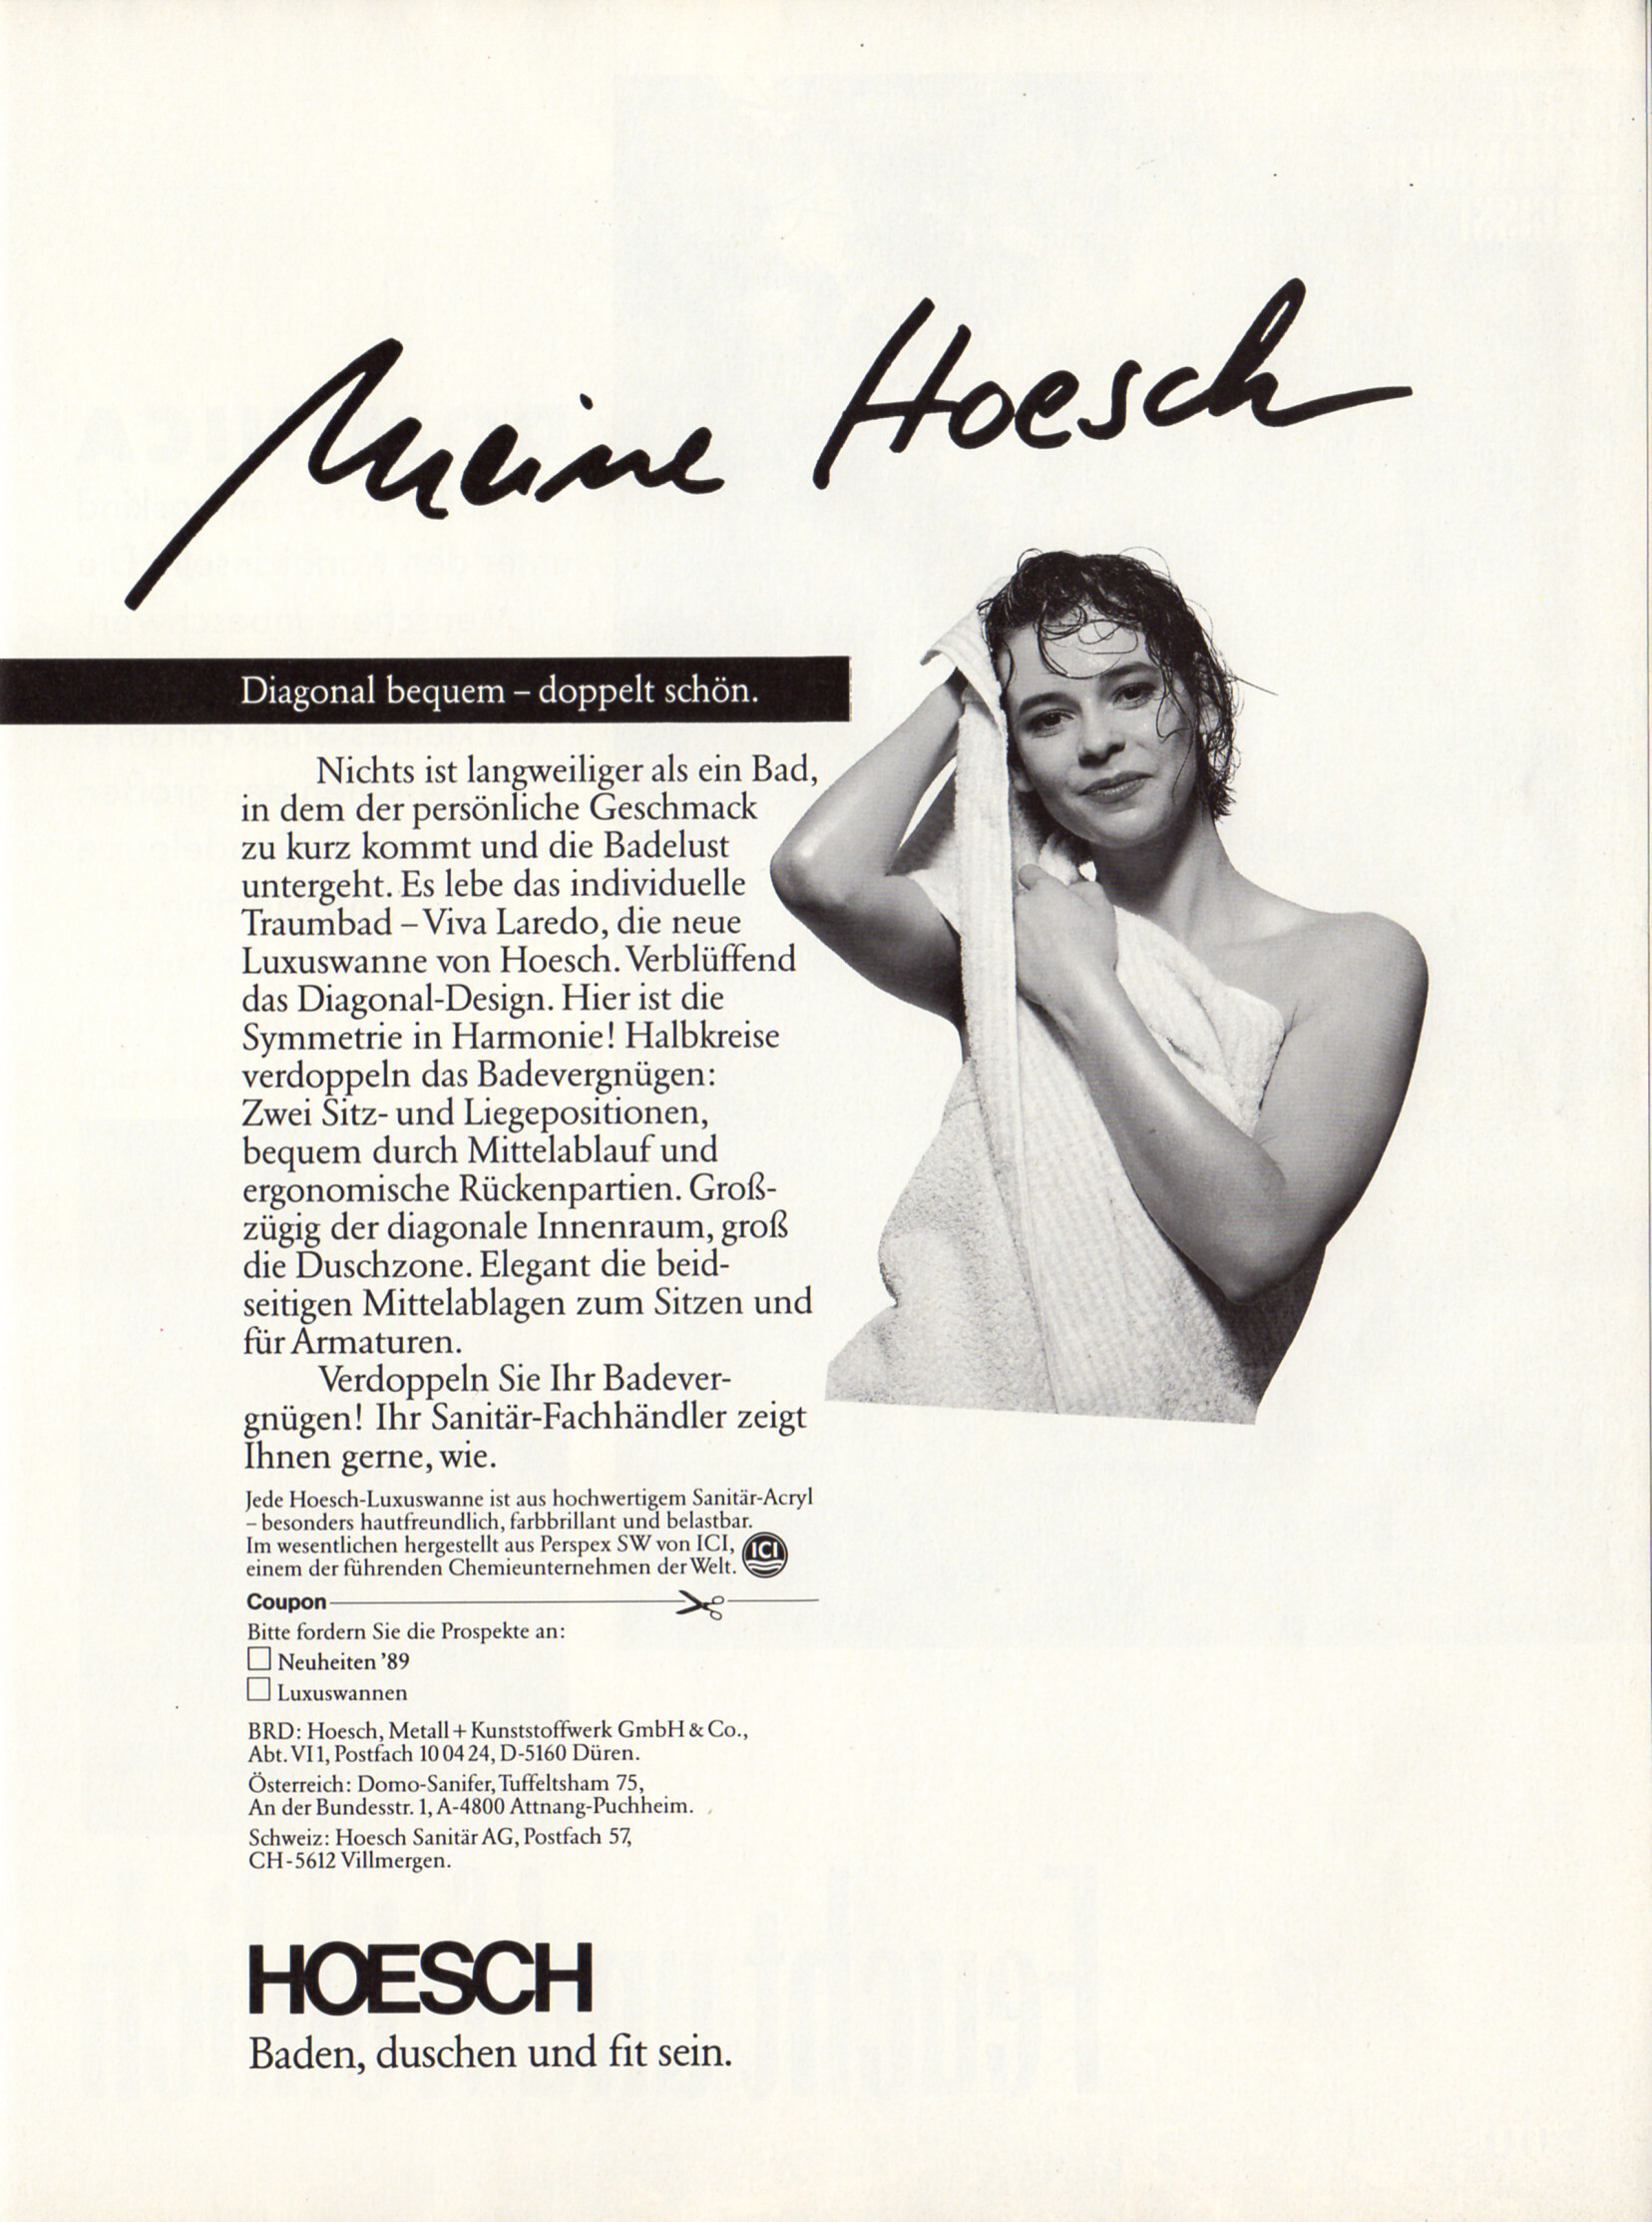 Meine Hoesch
Diagonal bequem – doppelt schön.
Nichts ist langweiliger als ein Bad,
in dem der persönliche Geschmack
zu kurz kommt und die Badelust
untergeht. Es lebe das individuelle
Traumbad – Viva Laredo, die neue
Luxuswanne von Hoesch. Verblüffend
das Diagonal-Design. Hier ist die
Symmetrie in Harmonie! Halbkreise
verdoppeln das Badevergnügen:
Zwei Sitz- und Liegepositionen,
bequem durch Mittelablauf und
ergonomische Rückenpartien. Groß-
zügig der diagonale Innenraum, groß
die Duschzone. Elegant die beid-
seitigen Mittelablagen zum Sitzen und
für Armaturen.
Verdoppeln Sie Ihr Badever-
gnügen! Ihr Sanitär-Fachhändler zeigt
Ihnen gerne, wie.
Jede Hoesch-Luxuswanne ist aus hochwertigem Sanitär-Acryl
– besonders hautfreundlich, farbbrillant und belastbar.
Im wesentlichen hergestellt aus Perspex SW von ICI,
einem der führenden Chemieunternehmen der Welt.
ICI
Coupon
Bitte fordern Sie die Prospekte an:
Neuheiten '89
Luxuswannen
BRD: Hoesch, Metall + Kunststoffwerk GmbH & Co.,
Abt. VI 1, Postfach 10 04 24, D-5160 Düren.
Österreich: Domo-Sanifer, Tuffeltsham 75,
An der Bundesstr. 1, A-4800 Attnang-Puchheim.
Schweiz: Hoesch Sanitär AG, Postfach 57,
CH-5612 Villmergen.
HOESCH
Baden, duschen und fit sein.